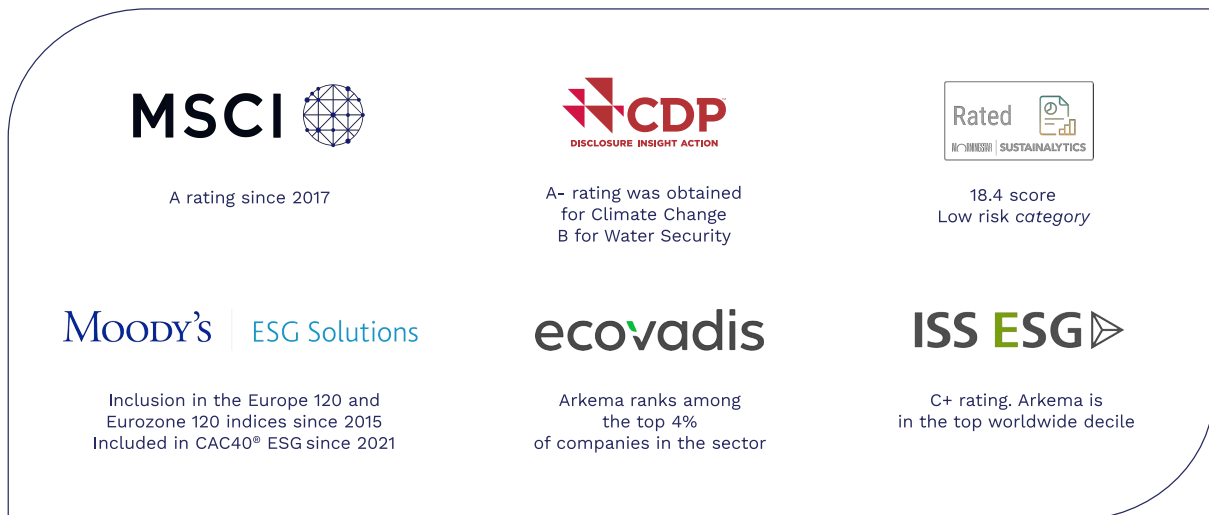 MSCI
A rating since 2017
CDP
DISCLOSURE INSIGHT ACTION
A- rating was obtained
for Climate Change
B for Water Security
Rated
MORNINGSTAR | SUSTAINALYTICS
18.4 score
Low risk category
MOODY'S | ESG Solutions
Inclusion in the Europe 120 and
Eurozone 120 indices since 2015
Included in CAC40® ESG since 2021
ecovadis
Arkema ranks among
the top 4%
of companies in the sector
ISS ESG
C+ rating. Arkema is
in the top worldwide decile